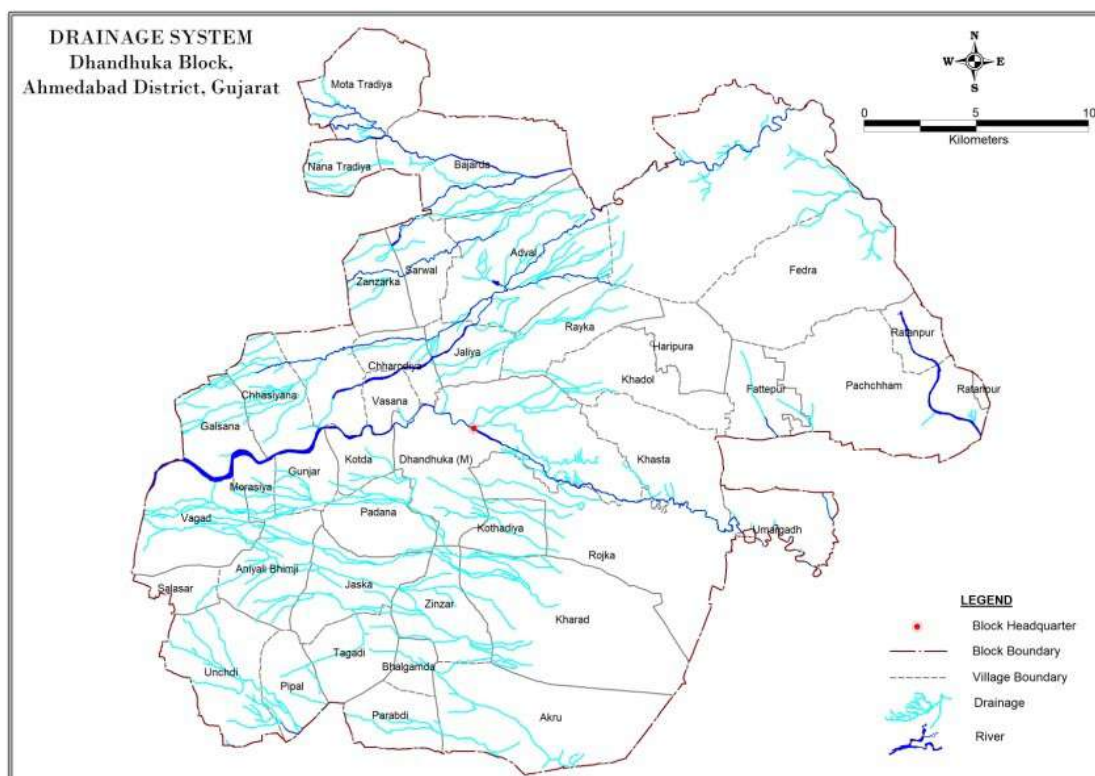 DRAINAGE SYSTEM
Dhandhuka Block,
Ahmedabad District, Gujarat
N
W E
S
0 5 10
Kilometers
Mota Tradiya
Nana Tradiya
Bajarda
Adval
Sarwal
Zanzarka
Fedra
Rayka
Ratanpur
Haripura
Jaliya
Chharodiya
Khadol
Fattepur
Pachchham
Ratanpur
Chhasiyana
Vasana
Galsana
Kotda
Dhandhuka (M)
Khasta
Gunjar
Morasiya
Vagad
Padana
Kothadiya
Umargadh
Rojka
Aniyali Bhimji
Salasar
Jaska
Zinzar
Kharad
Tagadi
Bhalgamda
Unchdi
Pipal
Parabdi
Akru
LEGEND
Block Headquarter
Block Boundary
Village Boundary
Drainage
River